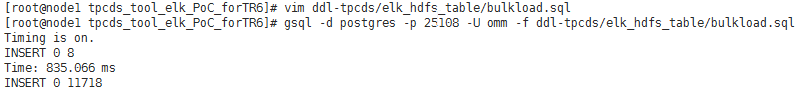 [root@node1 tpcds_tool_elk_PoC_forTR6]# vim ddl-tpcds/elk_hdfs_table/bulkload.sql
[root@node1 tpcds_tool_elk_PoC_forTR6]# gsql -d postgres -p 25108 -U omm -f ddl-tpcds/elk_hdfs_table/bulkload.sql
Timing is on.
INSERT 0 8
Time: 835.066 ms
INSERT 0 11718